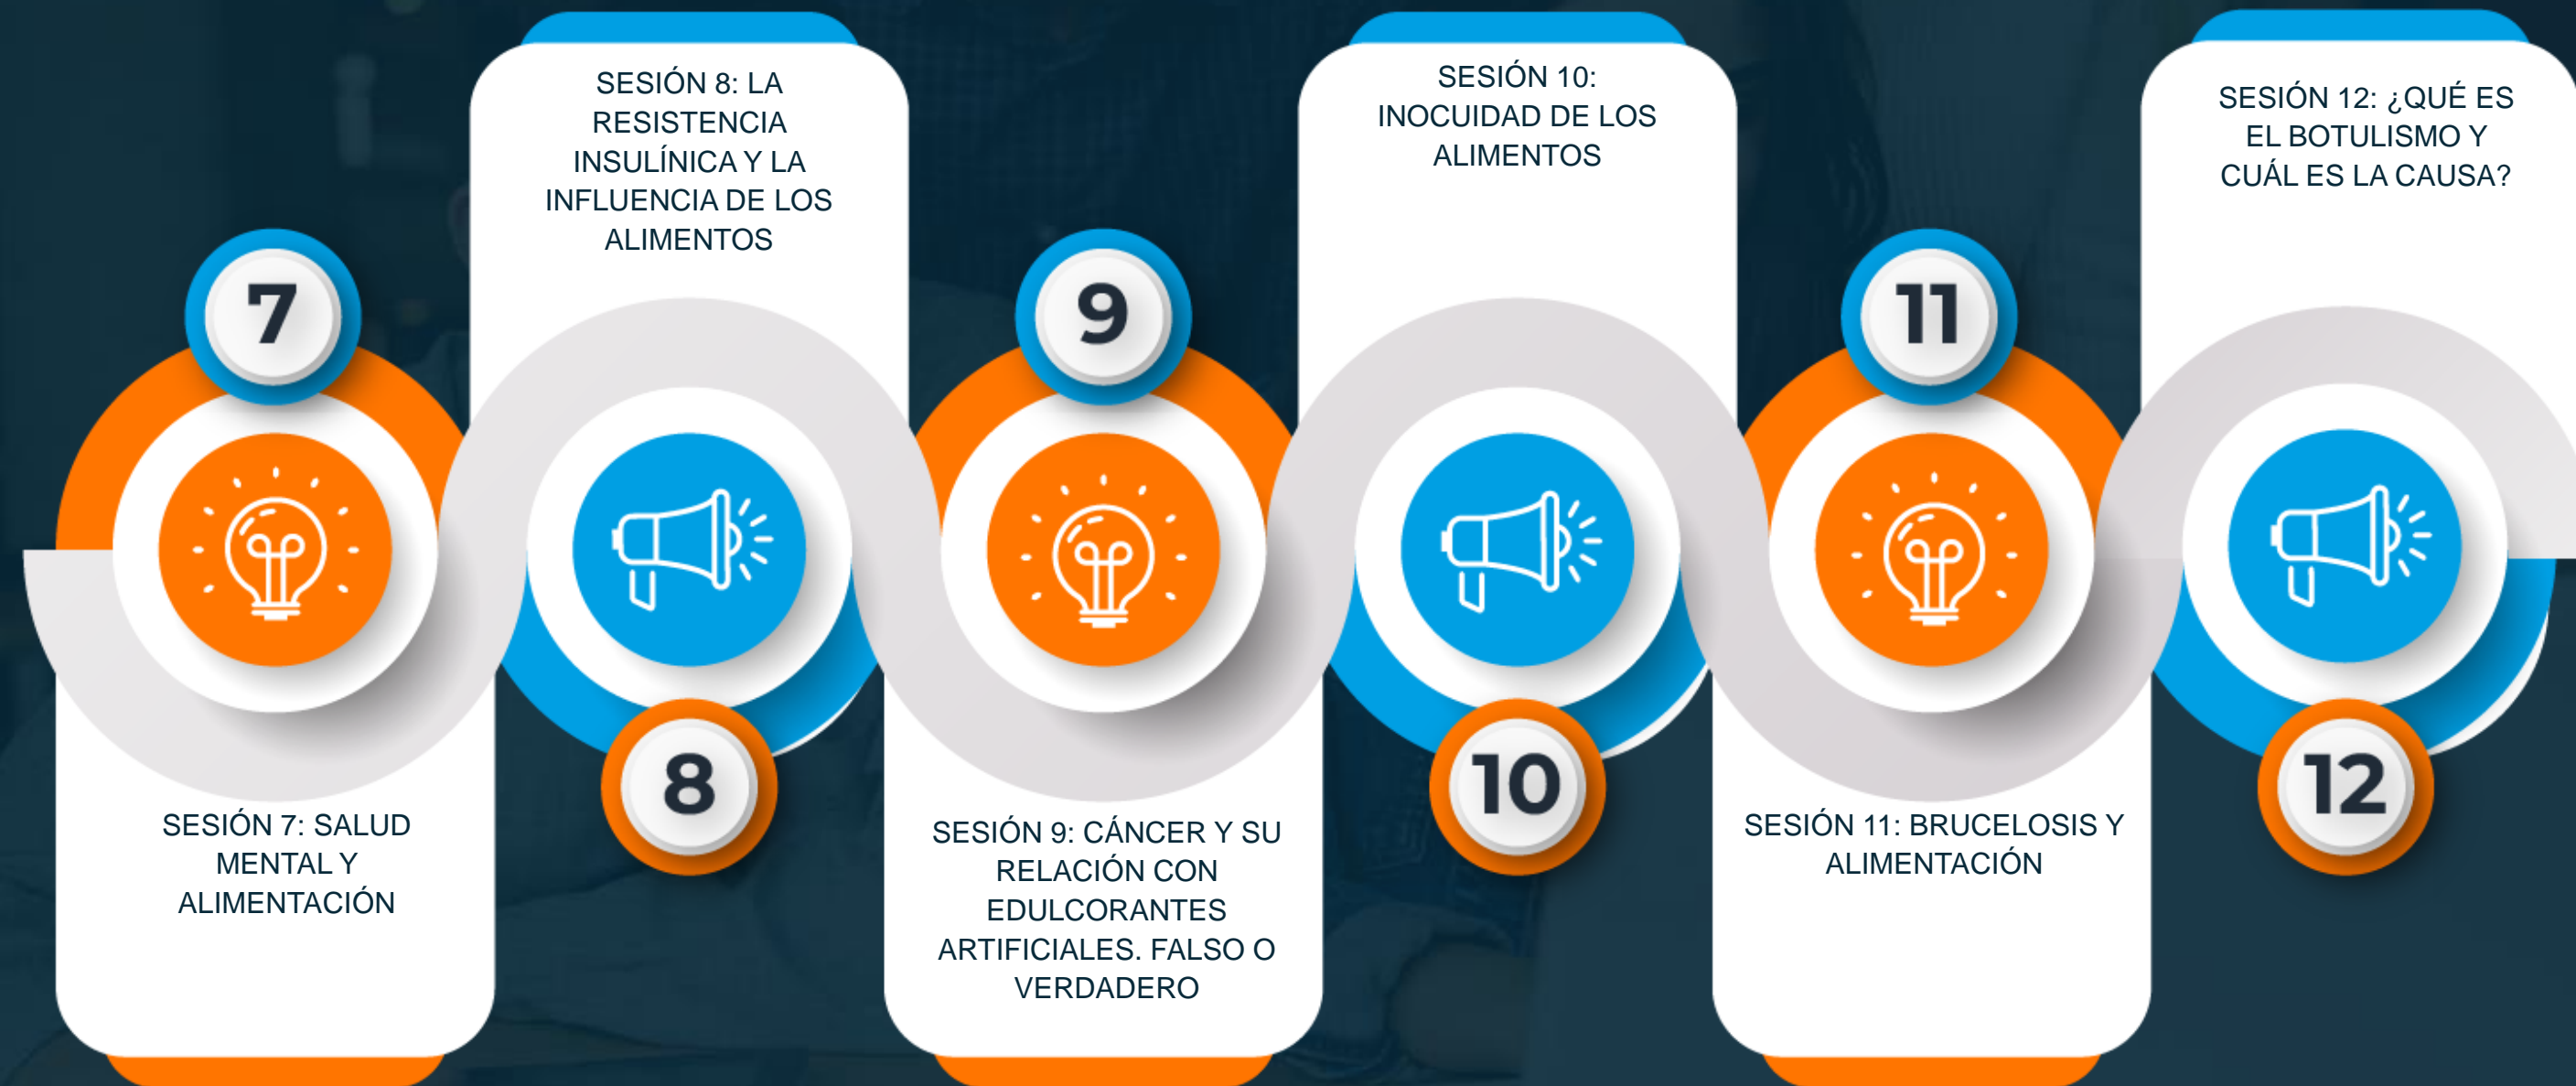 7
SESIÓN 7: SALUD
MENTAL Y
ALIMENTACIÓN
SESIÓN 8: LA
RESISTENCIA
INSULÍNICA Y LA
INFLUENCIA DE LOS
ALIMENTOS
8
9
SESIÓN 9: CÁNCER Y SU
RELACIÓN CON
EDULCORANTES
ARTIFICIALES. FALSO O
VERDADERO
SESIÓN 10:
INOCUIDAD DE LOS
ALIMENTOS
10
11
SESIÓN 11: BRUCELOSIS Y
ALIMENTACIÓN
SESIÓN 12: ¿QUÉ ES
EL BOTULISMO Y
CUÁL ES LA CAUSA?
12